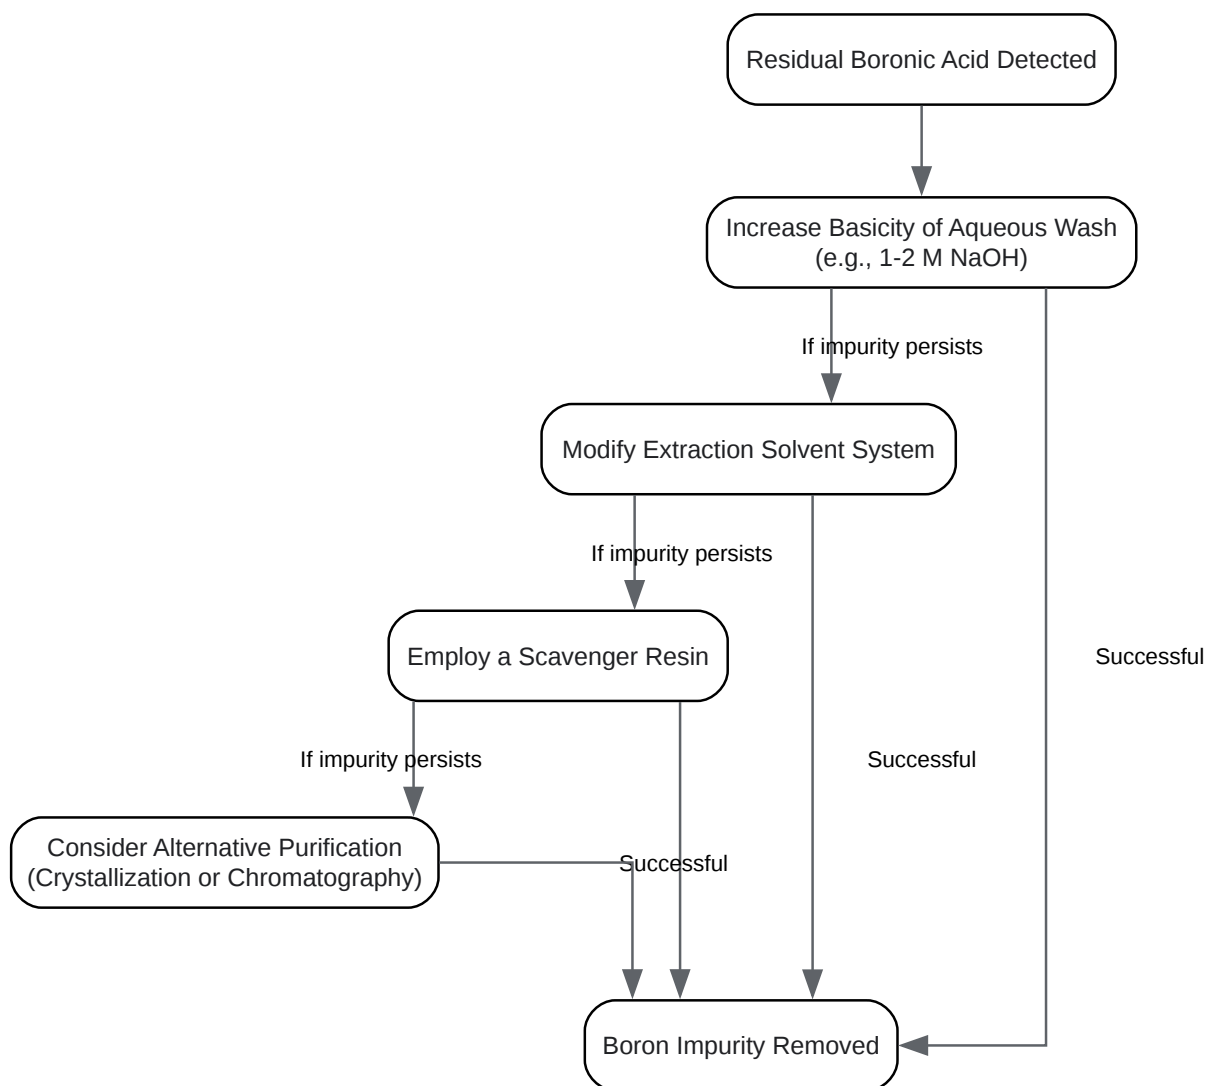 Residual Boronic Acid Detected
Increase Basicity of Aqueous Wash
(e.g., 1-2 M NaOH)
If impurity persists
Modify Extraction Solvent System
If impurity persists
Employ a Scavenger Resin
Successful
If impurity persists
Successful
Consider Alternative Purification
(Crystallization or Chromatography)
Successful
Boron Impurity Removed